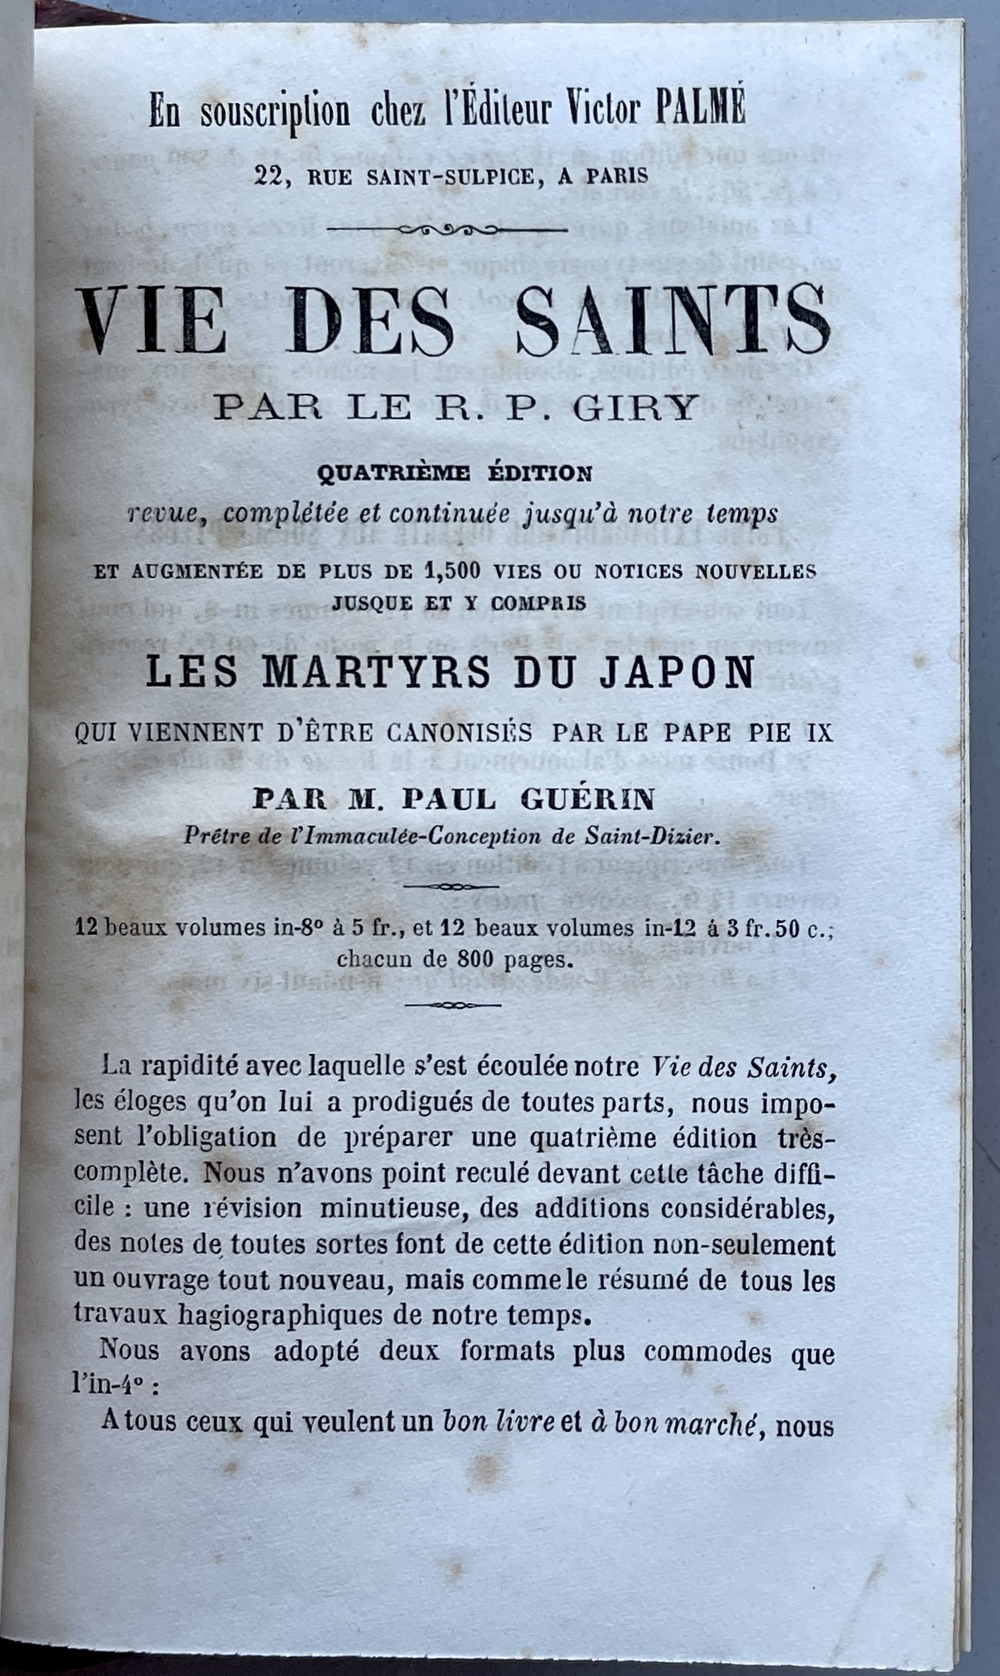 En souscription chez l'Éditeur Victor PALMÉ
22, RUE SAINT-SULPICE, A PARIS
VIE DES SAINTS
PAR LE R. P. GIRY
QUATRIÈME ÉDITION
revue, complétée et continuée jusqu'à notre temps
ET AUGMENTÉE DE PLUS DE 1,500 VIES OU NOTICES NOUVELLES
JUSQUE ET Y COMPRIS
LES MARTYRS DU JAPON
QUI VIENNENT D'ÊTRE CANONISÉS PAR LE PAPE PIE IX
PAR M. PAUL GUÉRIN
Prêtre de l'Immaculée-Conception de Saint-Dizier.
12 beaux volumes in-8º à 5 fr., et 12 beaux volumes in-12 à 3 fr. 50 c.;
chacun de 800 pages.
La rapidité avec laquelle s'est écoulée notre Vie des Saints,
les éloges qu'on lui a prodigués de toutes parts, nous impo-
sent l'obligation de préparer une quatrième édition très-
complète. Nous n'avons point reculé devant cette tâche diffi-
cile : une révision minutieuse, des additions considérables,
des notes de toutes sortes font de cette édition non-seulement
un ouvrage tout nouveau, mais comme le résumé de tous les
travaux hagiographiques de notre temps.
Nous avons adopté deux formats plus commodes que
l'in-4º :
A tous ceux qui veulent un bon livre et à bon marché, nous